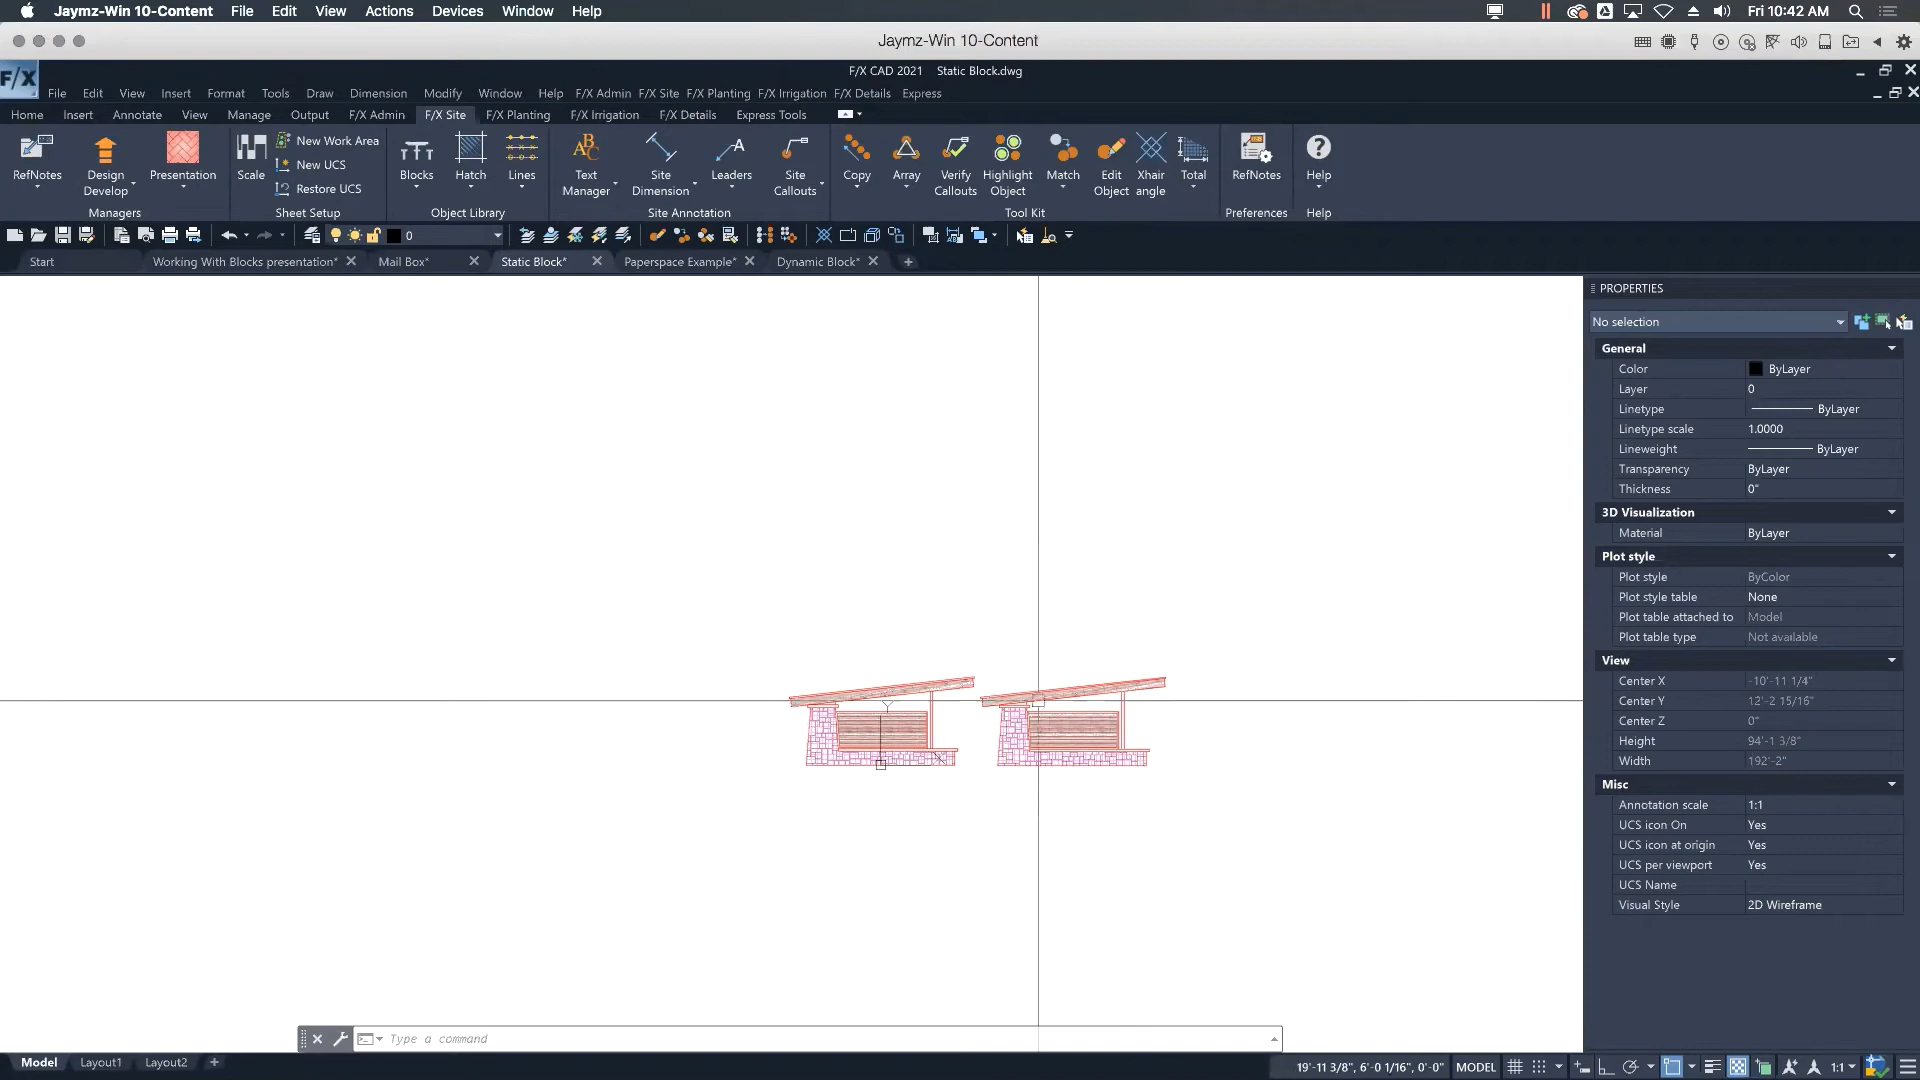 Jaymz-Win 10-Content File Edit View Actions Devices Window Help Fri 10:42 AM
Jaymz-Win 10-Content
F/X
F/X CAD 2021 Static Block.dwg
File Edit View Insert Format Tools Draw Dimension Modify Window Help F/X Admin F/X Site F/X Planting F/X Irrigation F/X Details Express
Home Insert Annotate View Manage Output F/X Admin F/X Site F/X Planting F/X Irrigation F/X Details Express Tools
RefNotes
Design
Develop
Presentation
Managers
Scale
New Work Area
New UCS
Restore UCS
Sheet Setup
Blocks
Hatch
Lines
Object Library
Text
Manager
Site
Dimension
Leaders
Site
Callouts
Site Annotation
Copy
Array
Verify
Callouts
Highlight
Object
Match
Edit
Object
Xhair
angle
Total
Tool Kit
RefNotes
Preferences
Help
Help
0
Start
Working With Blocks presentation*
Mail Box*
Static Block*
Paperspace Example*
Dynamic Block*
PROPERTIES
No selection
General
Color ByLayer
Layer 0
Linetype ByLayer
Linetype scale 1.0000
Lineweight ByLayer
Transparency ByLayer
Thickness 0"
3D Visualization
Material ByLayer
Plot style
Plot style ByColor
Plot style table None
Plot table attached to Model
Plot table type Not available
View
Center X -10'-11 1/4"
Center Y 12'-2 15/16"
Center Z 0"
Height 94'-1 3/8"
Width 192'-2"
Misc
Annotation scale 1:1
UCS icon On Yes
UCS icon at origin Yes
UCS per viewport Yes
UCS Name
Visual Style 2D Wireframe
Type a command
Model Layout1 Layout2
19'-11 3/8", 6'-0 1/16", 0'-0" MODEL 1:1